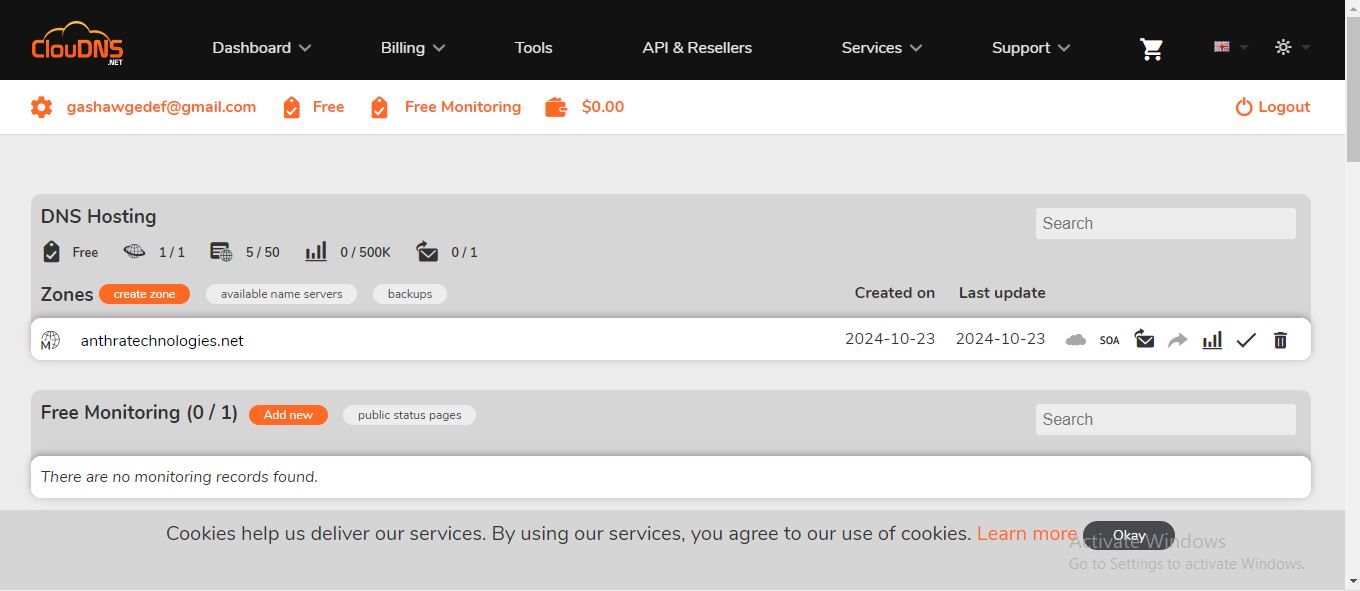 ClouDNS
.NET
Dashboard Billing Tools API & Resellers Services Support
gashawgedef@gmail.com Free Free Monitoring $0.00 Logout
DNS Hosting
Search
Free 1 / 1 5 / 50 0 / 500K 0 / 1
Zones create zone available name servers backups Created on Last update
M anthratechnologies.net 2024-10-23 2024-10-23 SOA
Free Monitoring (0 / 1) Add new public status pages
Search
There are no monitoring records found.
Cookies help us deliver our services. By using our services, you agree to our use of cookies. Learn more Okay
Activate Windows
Go to Settings to activate Windows.